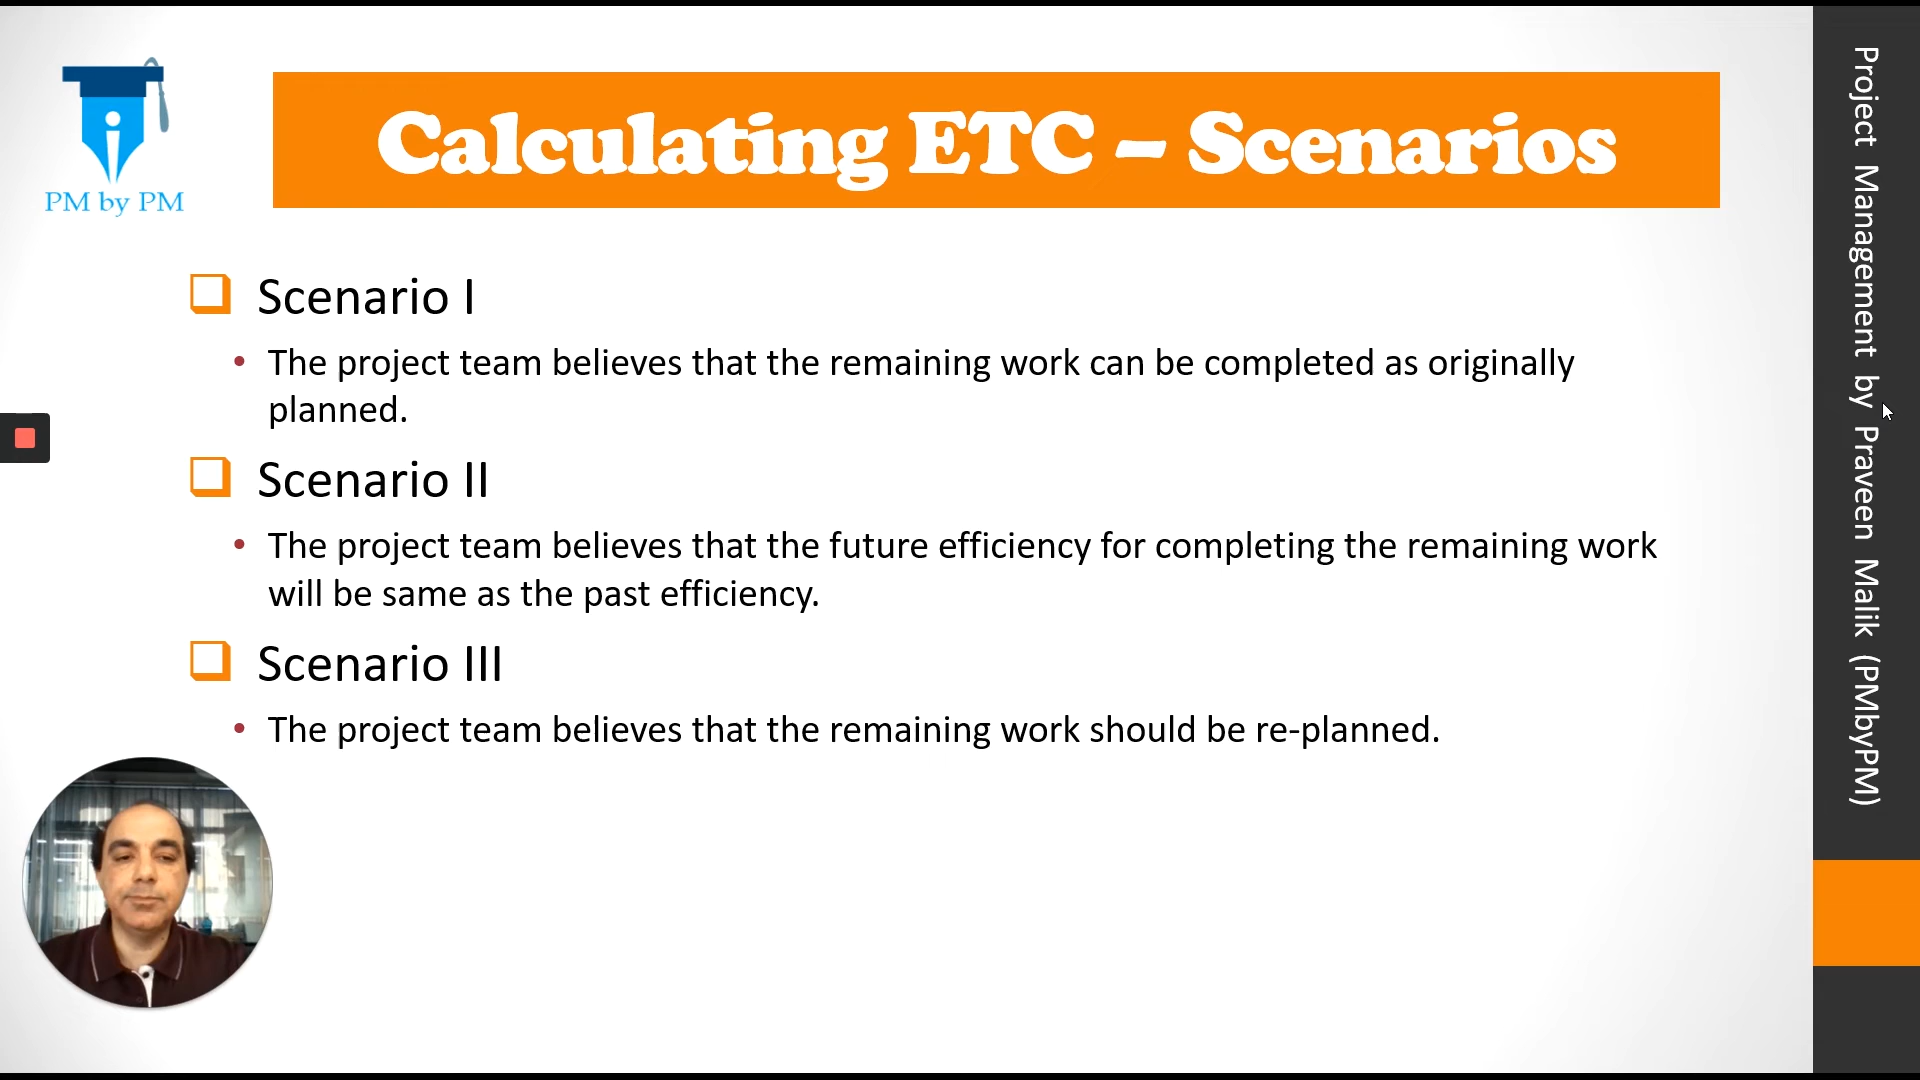 PM by PM
Calculating ETC – Scenarios
Scenario I
The project team believes that the remaining work can be completed as originally
planned.
Scenario II
The project team believes that the future efficiency for completing the remaining work
will be same as the past efficiency.
Scenario III
The project team believes that the remaining work should be re-planned.
Project Management by Praveen Malik (PMbyPM)